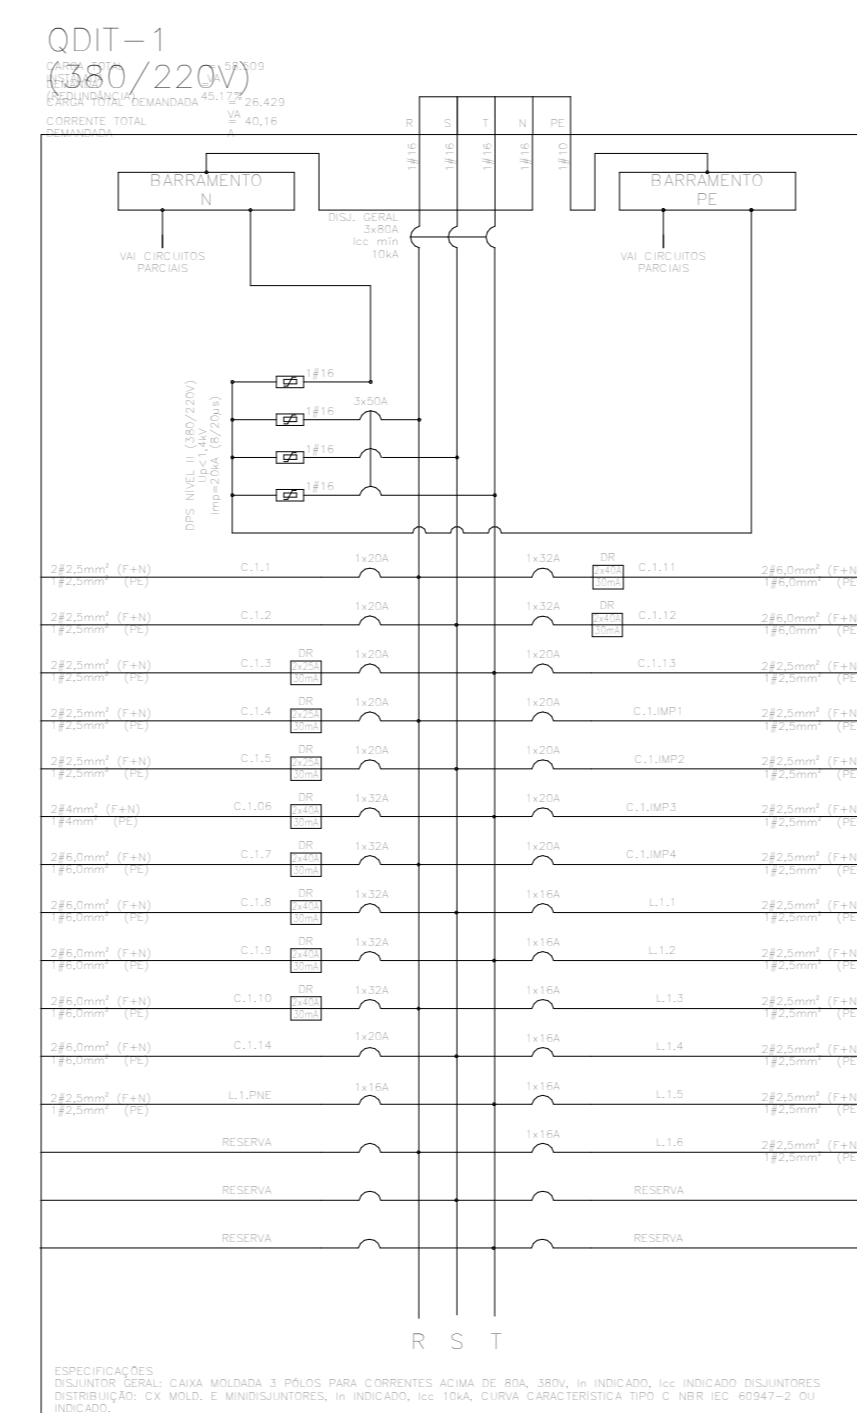 QDIT-1
(380/220V)
CARGA TOTAL
INSTALADA
DEMANDA
(REDUNDÂNCIA)
45.17%
CARGA TOTAL DEMANDADA = 26.429
VA
CORRENTE TOTAL = 40,16
DEMANDADA A
R S T N PE
1#16 1#16 1#16 1#16 1#10
BARRAMENTO
N
BARRAMENTO
PE
DISJ. GERAL
3x80A
Icc mín
10kA
VAI CIRCUITOS
PARCIAIS
VAI CIRCUITOS
PARCIAIS
1#16
1#16 3x50A
1#16
1#16
DPS NIVEL II (380/220V)
Up<1,4kV
Imp=20kA (8/20µs)
2#2,5mm² (F+N) C.1.1 1x20A 1x32A DR C.1.11 2#6,0mm² (F+N
1#2,5mm² (PE) 2x40A 30mA 1#6,0mm² (PE
2#2,5mm² (F+N) C.1.2 1x20A 1x32A DR C.1.12 2#6,0mm² (F+N
1#2,5mm² (PE) 2x40A 30mA 1#6,0mm² (PE
2#2,5mm² (F+N) C.1.3 DR 1x20A 1x20A C.1.13 2#2,5mm² (F+N
1#2,5mm² (PE) 2x25A 30mA 1#2,5mm² (PE
2#2,5mm² (F+N) C.1.4 DR 1x20A 1x20A C.1.IMP1 2#2,5mm² (F+N
1#2,5mm² (PE) 2x25A 30mA 1#2,5mm² (PE
2#2,5mm² (F+N) C.1.5 DR 1x20A 1x20A C.1.IMP2 2#2,5mm² (F+N
1#2,5mm² (PE) 2x25A 30mA 1#2,5mm² (PE
2#4mm² (F+N) C.1.06 DR 1x32A 1x20A C.1.IMP3 2#2,5mm² (F+N
1#4mm² (PE) 2x40A 30mA 1#2,5mm² (PE
2#6,0mm² (F+N) C.1.7 DR 1x32A 1x20A C.1.IMP4 2#2,5mm² (F+N
1#6,0mm² (PE) 2x40A 30mA 1#2,5mm² (PE
2#6,0mm² (F+N) C.1.8 DR 1x32A 1x16A L.1.1 2#2,5mm² (F+N
1#6,0mm² (PE) 2x40A 30mA 1#2,5mm² (PE
2#6,0mm² (F+N) C.1.9 DR 1x32A 1x16A L.1.2 2#2,5mm² (F+N
1#6,0mm² (PE) 2x40A 30mA 1#2,5mm² (PE
2#6,0mm² (F+N) C.1.10 DR 1x32A 1x16A L.1.3 2#2,5mm² (F+N
1#6,0mm² (PE) 2x40A 30mA 1#2,5mm² (PE
2#6,0mm² (F+N) C.1.14 1x20A 1x16A L.1.4 2#2,5mm² (F+N
1#6,0mm² (PE) 1#2,5mm² (PE
2#2,5mm² (F+N) L.1.PNE 1x16A 1x16A L.1.5 2#2,5mm² (F+N
1#2,5mm² (PE) 1#2,5mm² (PE
RESERVA 1x16A L.1.6 2#2,5mm² (F+N
1#2,5mm² (PE
RESERVA RESERVA
RESERVA RESERVA
R S T
ESPECIFICAÇÕES
DISJUNTOR GERAL: CAIXA MOLDADA 3 PÓLOS PARA CORRENTES ACIMA DE 80A, 380V, In INDICADO, Icc INDICADO DISJUNTORES
DISTRIBUIÇÃO: CX MOLD. E MINIDISJUNTORES, In INDICADO, Icc 10kA, CURVA CARACTERÍSTICA TIPO C NBR IEC 60947-2 OU
INDICADO.